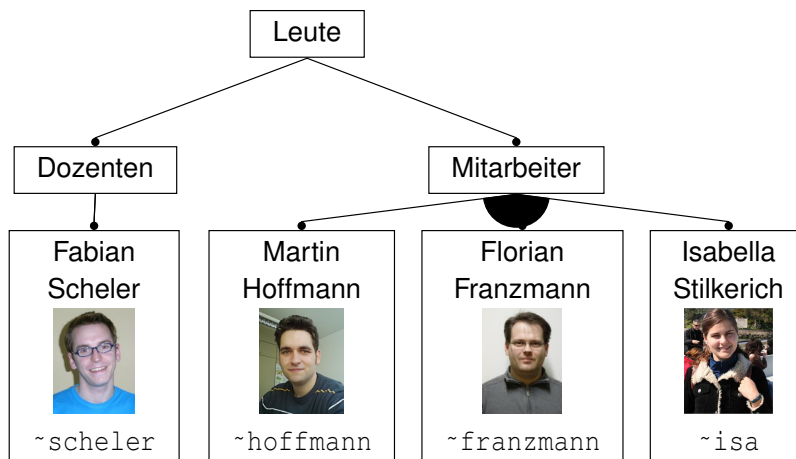 Leute
Dozenten
Mitarbeiter
Fabian
Scheler
~scheler
Martin
Hoffmann
~hoffmann
Florian
Franzmann
~franzmann
Isabella
Stilkerich
~isa